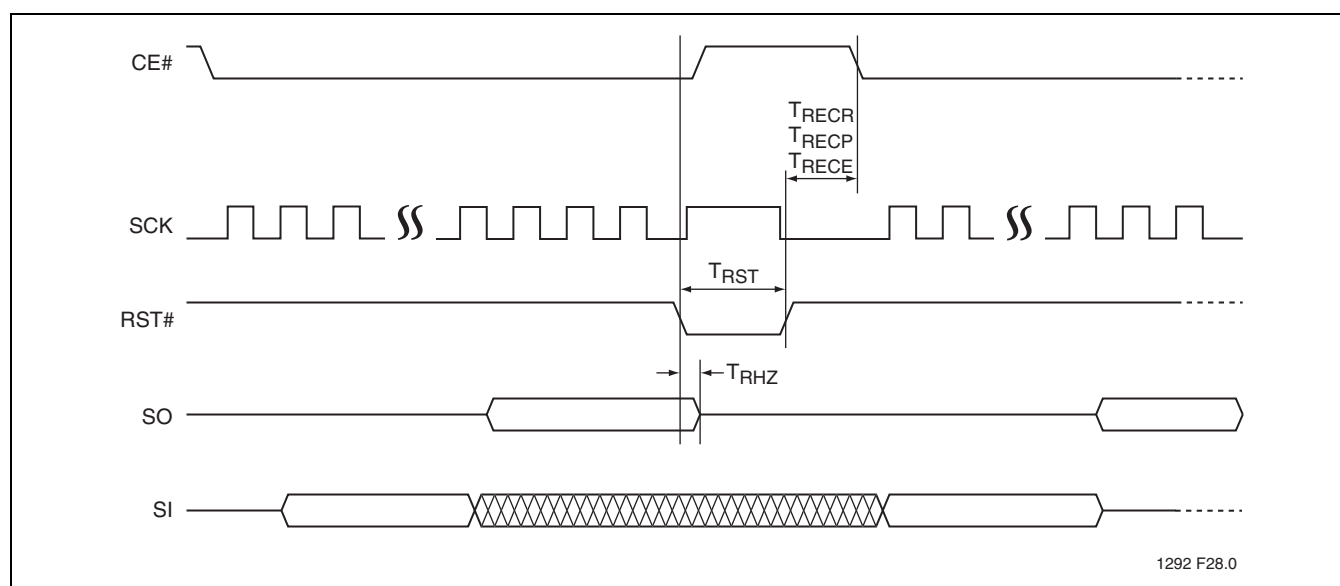 CE#
TRECR
TRECP
TRECE
SCK
TRST
RST#
TRHZ
SO
SI
1292 F28.0